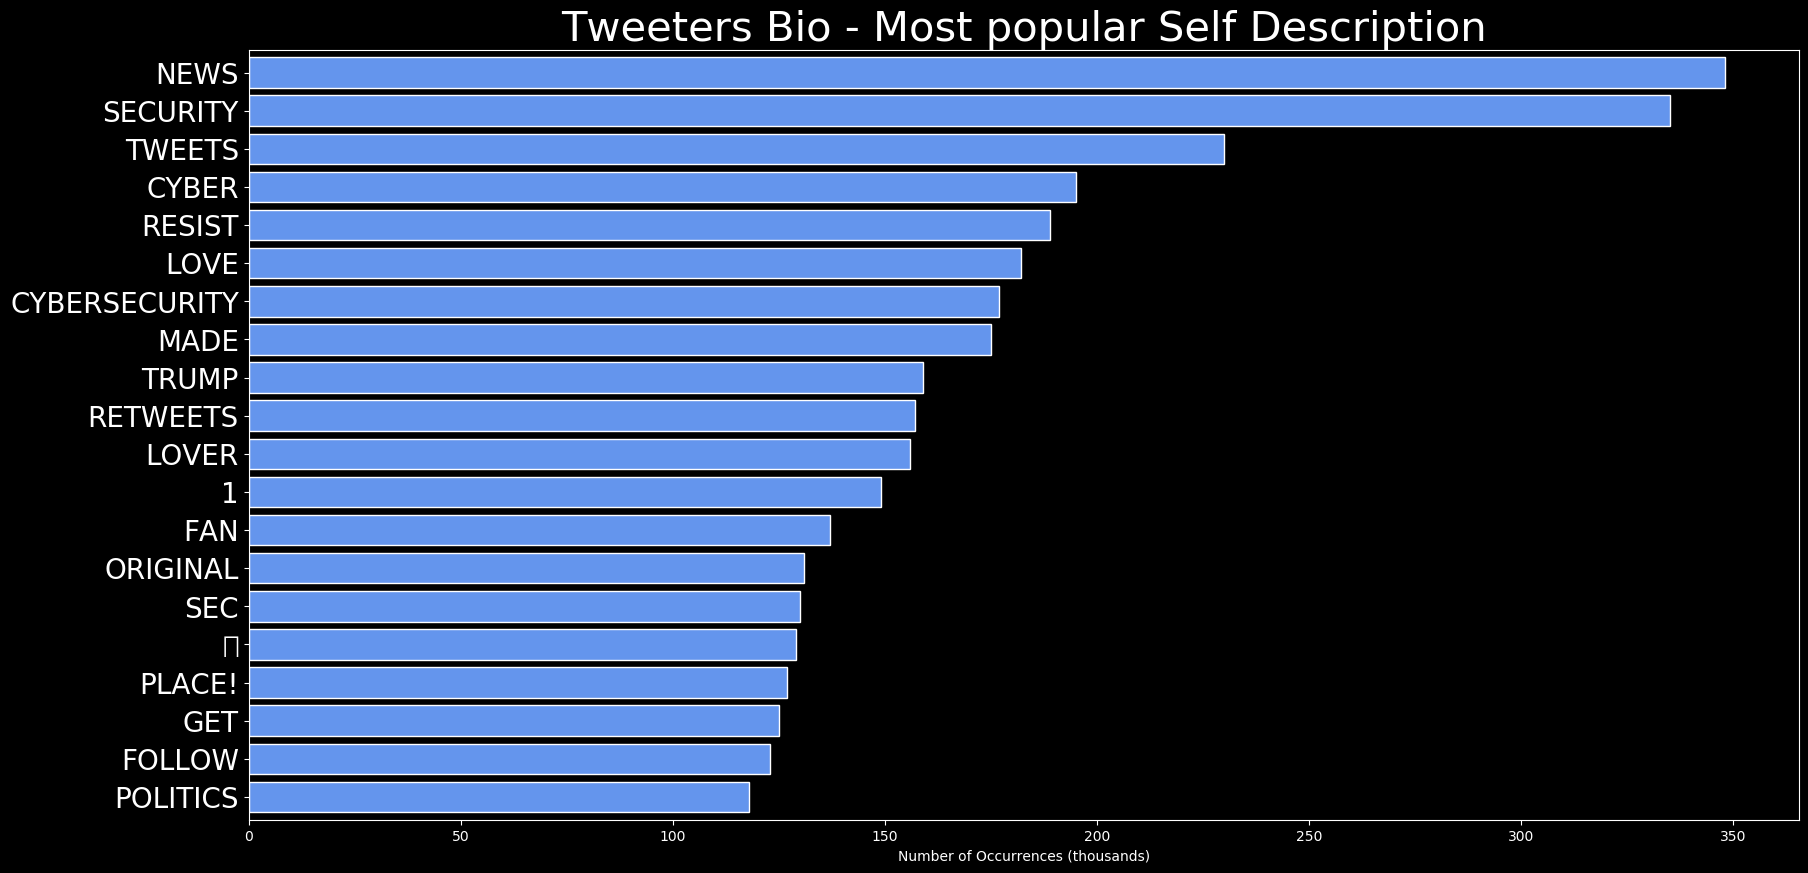 Tweeters Bio - Most popular Self Description
NEWS
SECURITY
TWEETS
CYBER
RESIST
LOVE
CYBERSECURITY
MADE
TRUMP
RETWEETS
LOVER
1
FAN
ORIGINAL
SEC
PLACE!
GET
FOLLOW
POLITICS
0 50 100 150 200 250 300 350
Number of Occurrences (thousands)